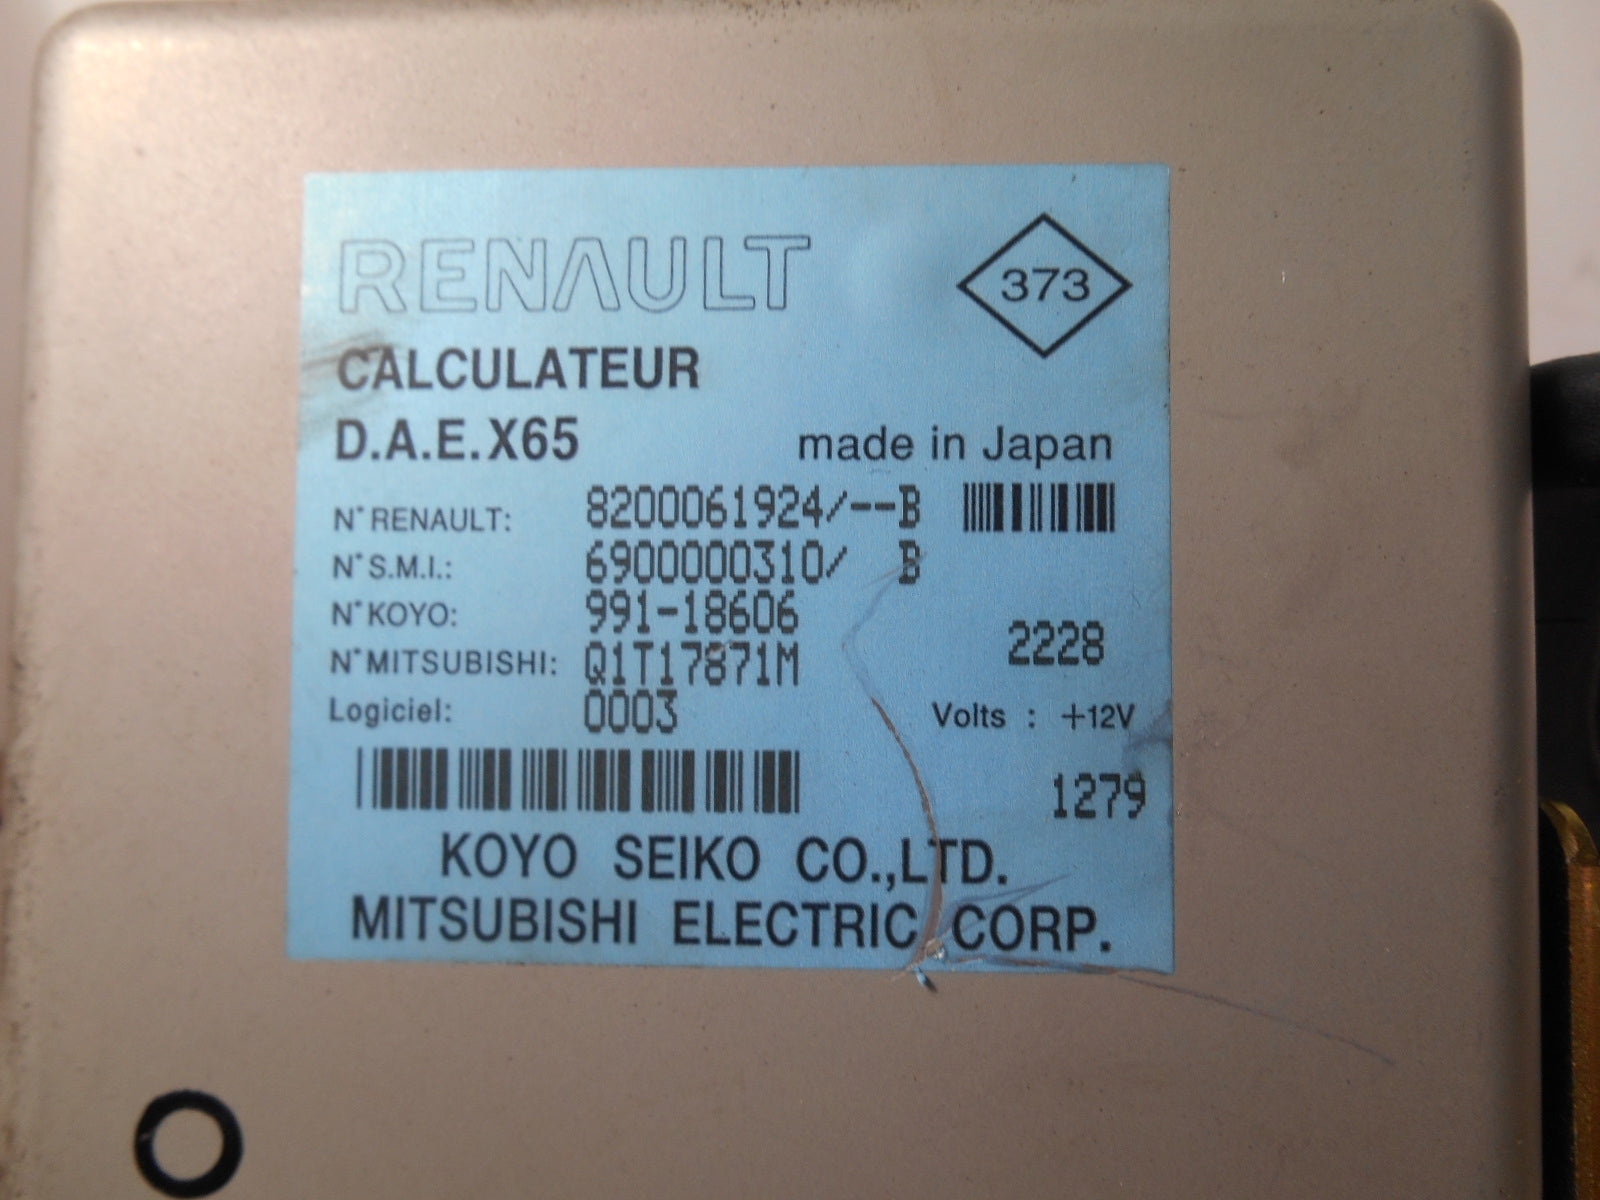 RENAULT
373
CALCULATEUR
D.A.E.X65
made in Japan
N° RENAULT: 8200061924/--B
N° S.M.I.: 6900000310/ B
N° KOYO: 991-18606
2228
N° MITSUBISHI: Q1T17871M
Logiciel: 0003
Volts : +12V
1279
KOYO SEIKO CO.,LTD.
MITSUBISHI ELECTRIC CORP.